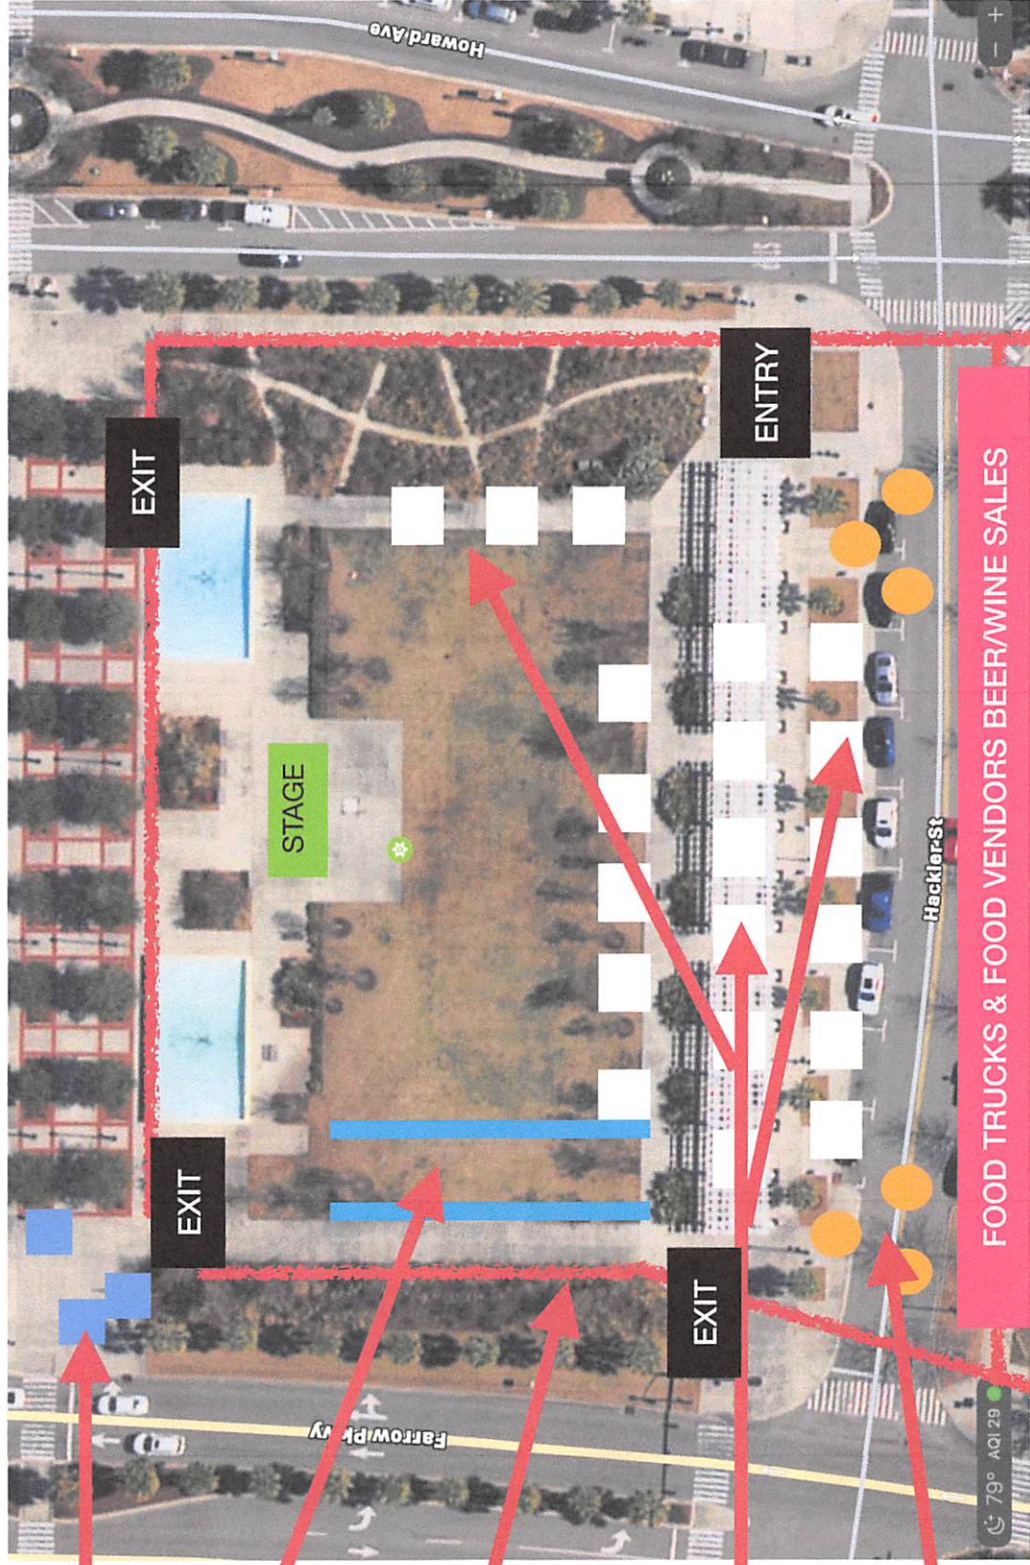 Howard Ave
EXIT
ENTRY
STAGE
EXIT
EXIT
Hackler St
FOOD TRUCKS & FOOD VENDORS BEER/WINE SALES
Farrow Pkwy
79° AQI 29